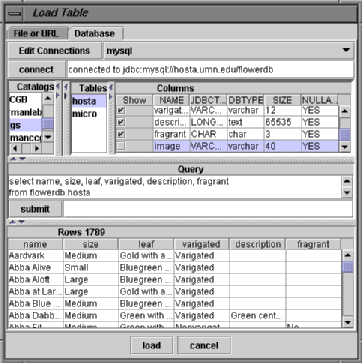 Load Table
File or URL Database
Edit Connections mysql
connect connected to jdbc:mysql://hosta.umn.edu/flowerdb
Catalogs Tables Columns
CGB
manlab
gs
mancc
hosta
micro
Show NAME JDBCT... DBTYPE SIZE NULLA...
varigat... VARC... varchar 12 YES
descri... LONG... text 65535 YES
fragrant CHAR char 3 YES
image VARC... varchar 40 YES
Query
select name, size, leaf, varigated, description, fragrant
from flowerdb.hosta
submit
Rows 1789
name size leaf varigated description fragrant
Aardvark Medium Gold with a... Varigated
Abba Alive Small Bluegreen ... Varigated
Abba Aloft Large Bluegreen ... Varigated
Abba at Lar... Large Gold with a... Varigated
Abba Blue ... Medium Bluegreen ... Varigated
Abba Dabb... Medium Green with ... Varigated Green cent...
Abba Fit Medium Green with Nonvarigat No
load cancel